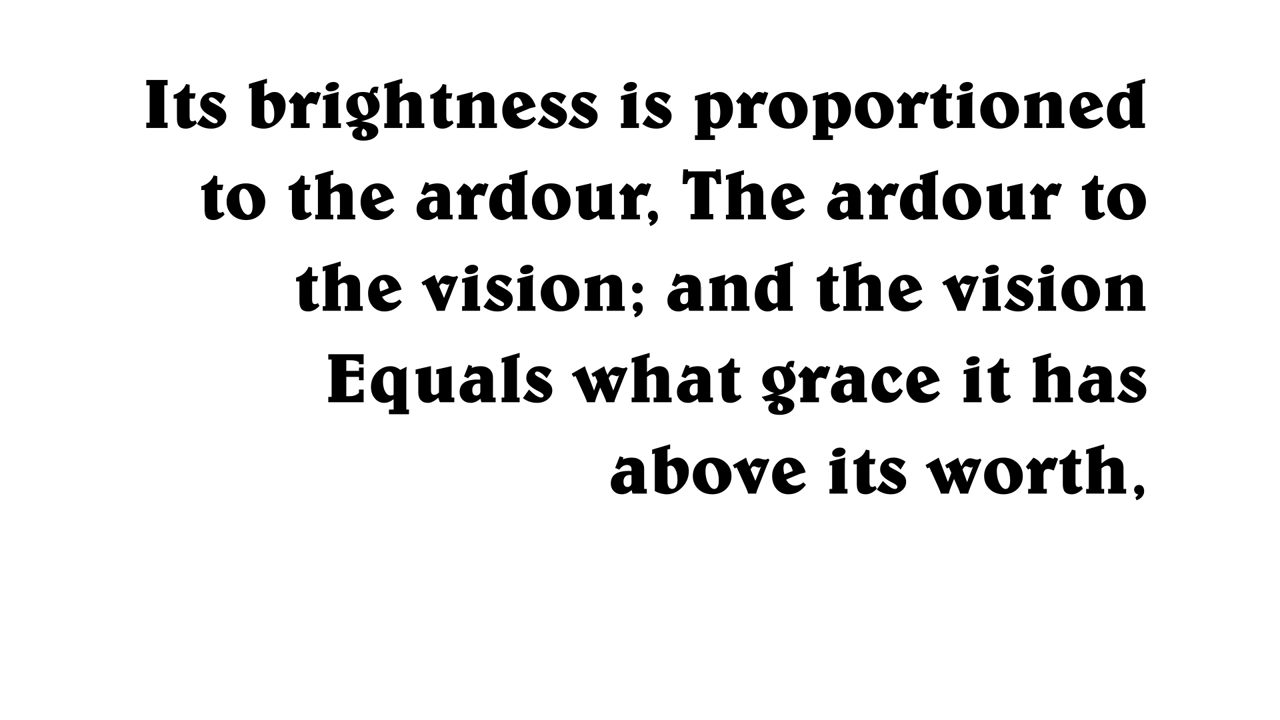 Its brightness is proportioned
to the ardour, The ardour to
the vision; and the vision
Equals what grace it has
above its worth,